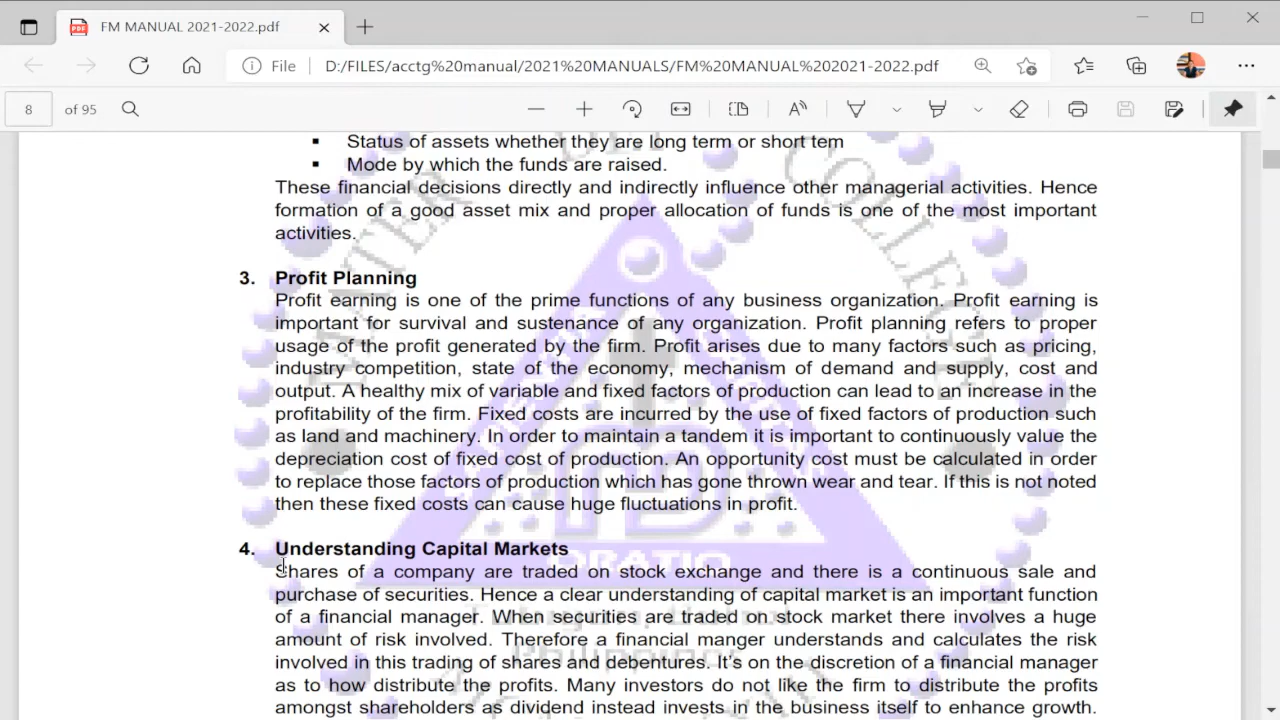 FM MANUAL 2021-2022.pdf
File D:/FILES/acctg%20manual/2021%20MANUALS/FM%20MANUAL%202021-2022.pdf
8 of 95
▪ Status of assets whether they are long term or short tem
▪ Mode by which the funds are raised.
These financial decisions directly and indirectly influence other managerial activities. Hence
formation of a good asset mix and proper allocation of funds is one of the most important
activities.
3. Profit Planning
Profit earning is one of the prime functions of any business organization. Profit earning is
important for survival and sustenance of any organization. Profit planning refers to proper
usage of the profit generated by the firm. Profit arises due to many factors such as pricing,
industry competition, state of the economy, mechanism of demand and supply, cost and
output. A healthy mix of variable and fixed factors of production can lead to an increase in the
profitability of the firm. Fixed costs are incurred by the use of fixed factors of production such
as land and machinery. In order to maintain a tandem it is important to continuously value the
depreciation cost of fixed cost of production. An opportunity cost must be calculated in order
to replace those factors of production which has gone thrown wear and tear. If this is not noted
then these fixed costs can cause huge fluctuations in profit.
4. Understanding Capital Markets
Shares of a company are traded on stock exchange and there is a continuous sale and
purchase of securities. Hence a clear understanding of capital market is an important function
of a financial manager. When securities are traded on stock market there involves a huge
amount of risk involved. Therefore a financial manger understands and calculates the risk
involved in this trading of shares and debentures. It's on the discretion of a financial manager
as to how distribute the profits. Many investors do not like the firm to distribute the profits
amongst shareholders as dividend instead invests in the business itself to enhance growth.
MATER
COLLEGE
ORATIO
Philippines